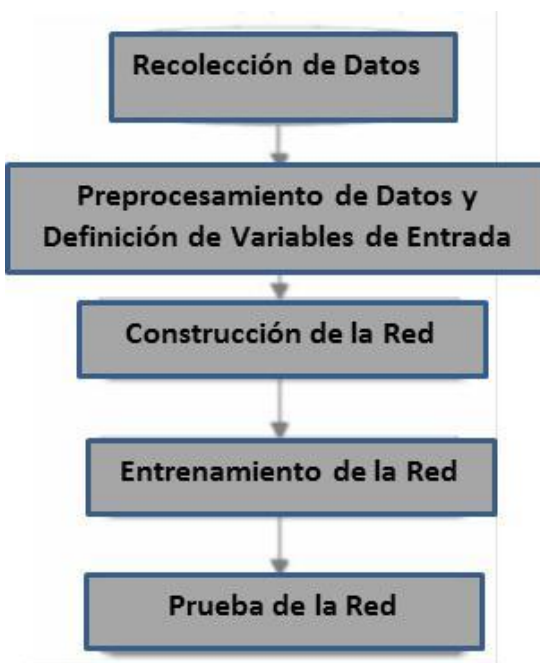 Recolección de Datos
Preprocesamiento de Datos y
Definición de Variables de Entrada
Construcción de la Red
Entrenamiento de la Red
Prueba de la Red